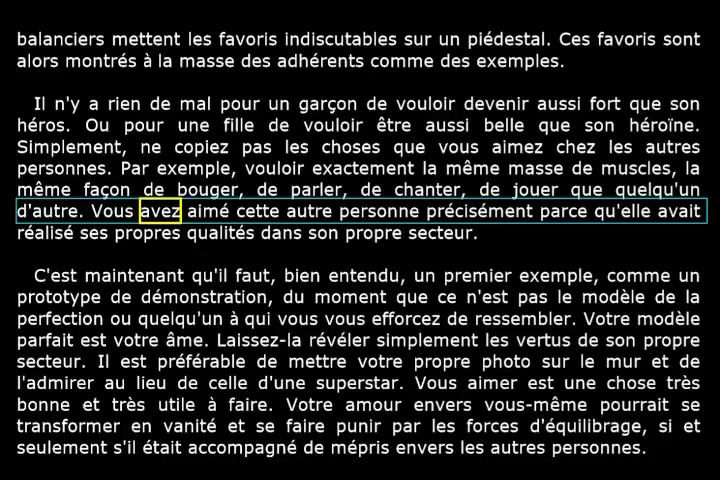 balanciers mettent les favoris indiscutables sur un piédestal. Ces favoris sont
alors montrés à la masse des adhérents comme des exemples.
Il n'y a rien de mal pour un garçon de vouloir devenir aussi fort que son
héros. Ou pour une fille de vouloir être aussi belle que son héroïne.
Simplement, ne copiez pas les choses que vous aimez chez les autres
personnes. Par exemple, vouloir exactement la même masse de muscles, la
même façon de bouger, de parler, de chanter, de jouer que quelqu'un
d'autre. Vous avez aimé cette autre personne précisément parce qu'elle avait
réalisé ses propres qualités dans son propre secteur.
C'est maintenant qu'il faut, bien entendu, un premier exemple, comme un
prototype de démonstration, du moment que ce n'est pas le modèle de la
perfection ou quelqu'un à qui vous vous efforcez de ressembler. Votre modèle
parfait est votre âme. Laissez-la révéler simplement les vertus de son propre
secteur. Il est préférable de mettre votre propre photo sur le mur et de
l'admirer au lieu de celle d'une superstar. Vous aimer est une chose très
bonne et très utile à faire. Votre amour envers vous-même pourrait se
transformer en vanité et se faire punir par les forces d'équilibrage, si et
seulement s'il était accompagné de mépris envers les autres personnes.